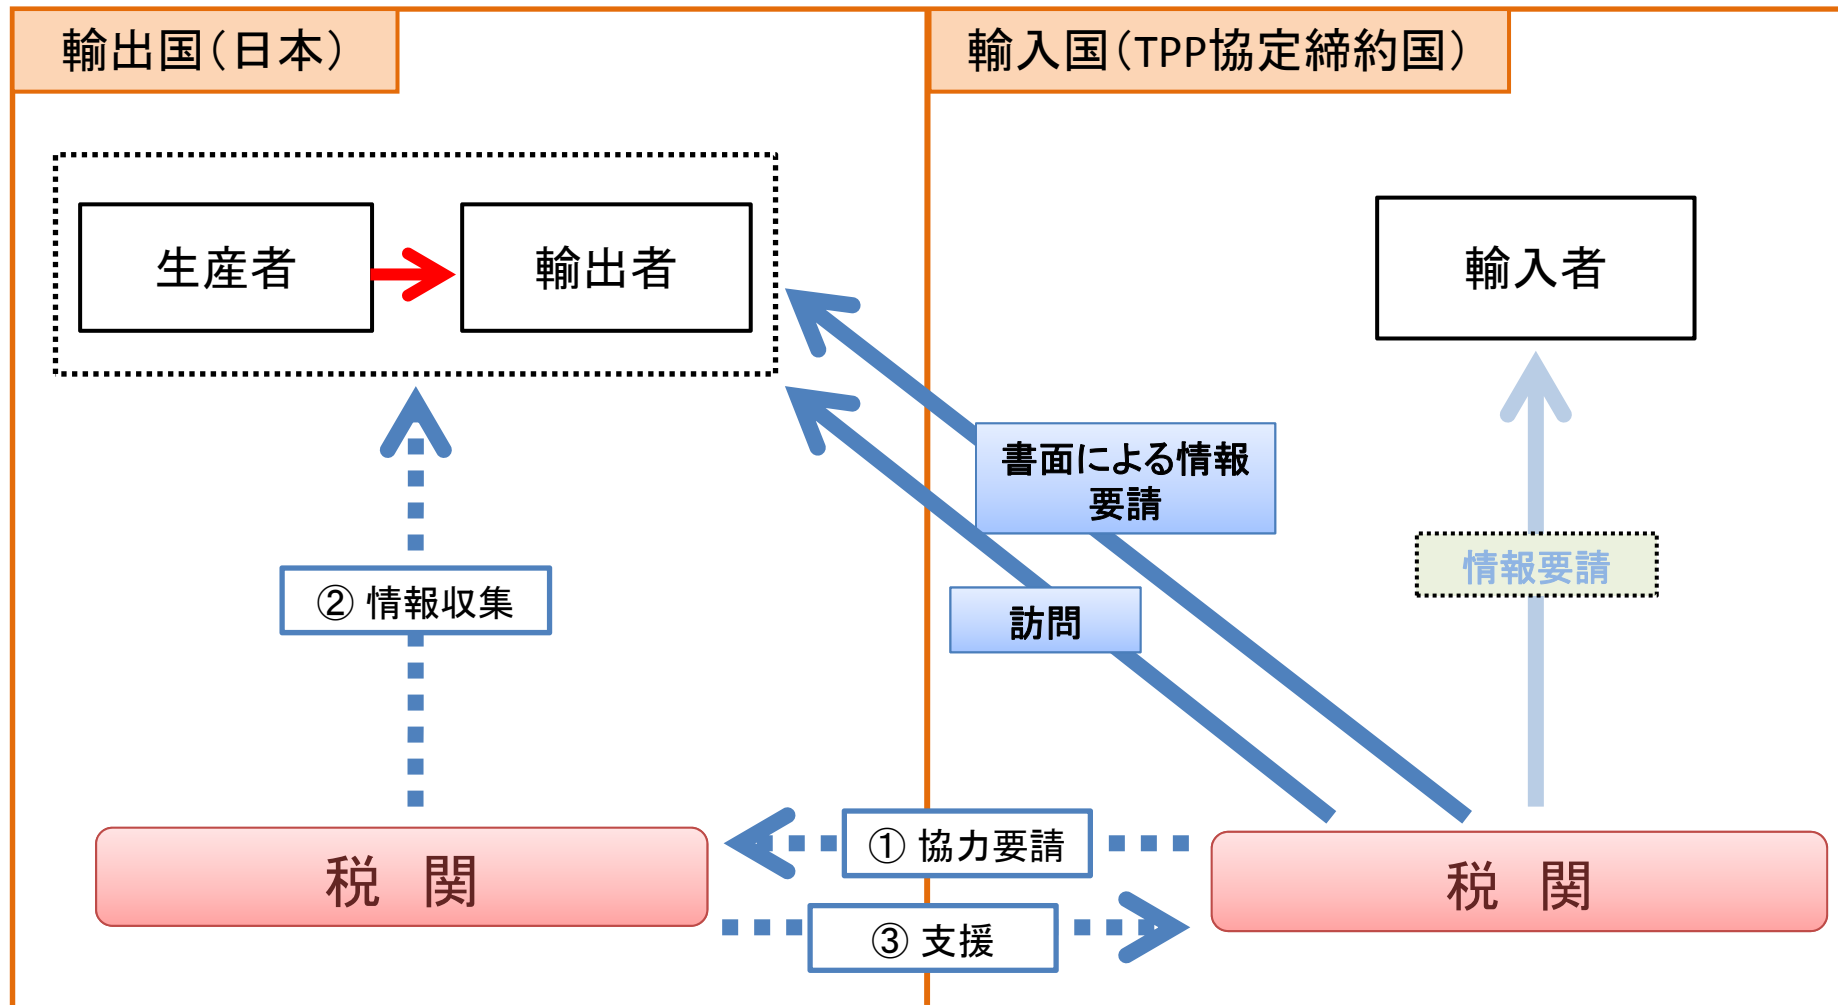 輸出国（日本）
輸入国（TPP協定締約国）
生産者
輸出者
輸入者
書面による情報
要請
情報要請
② 情報収集
訪問
① 協力要請
税　関
税　関
③ 支援